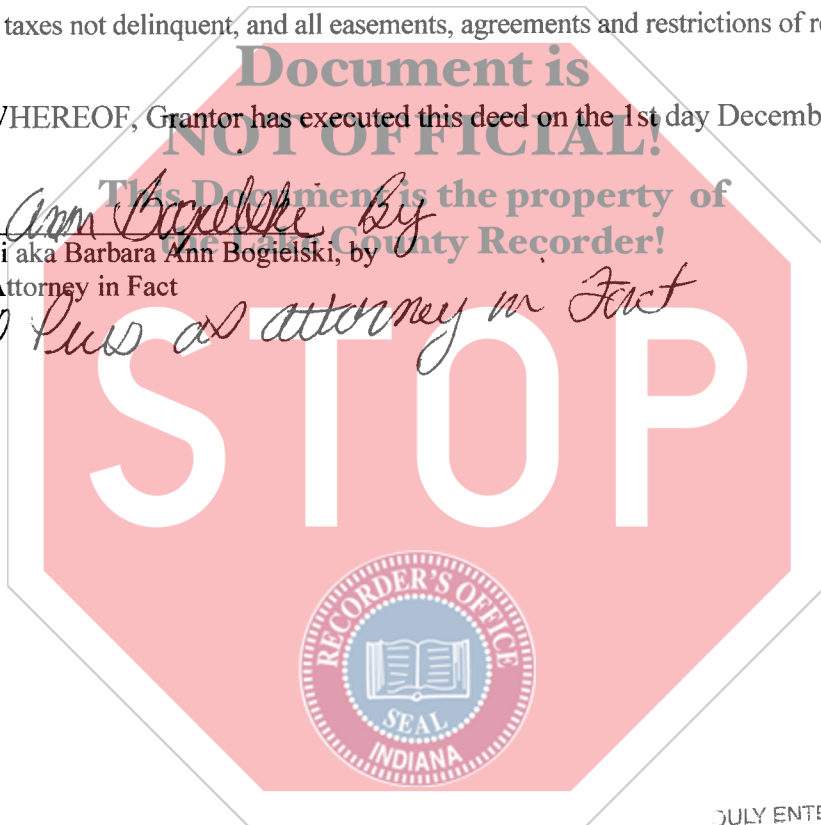 taxes not delinquent, and all easements, agreements and restrictions of
Document is
WHEREOF, Grantor has executed this deed on the 1st day Decemb
NOT OFFICIAL!
This Document is the property of
Ann Bogielski By
the Lake County Recorder!
i aka Barbara Ann Bogielski, by
Attorney in Fact
as attorney in Fact
STOP
RECORDER'S OFFICE
SEAL
INDIANA
DULY ENTE